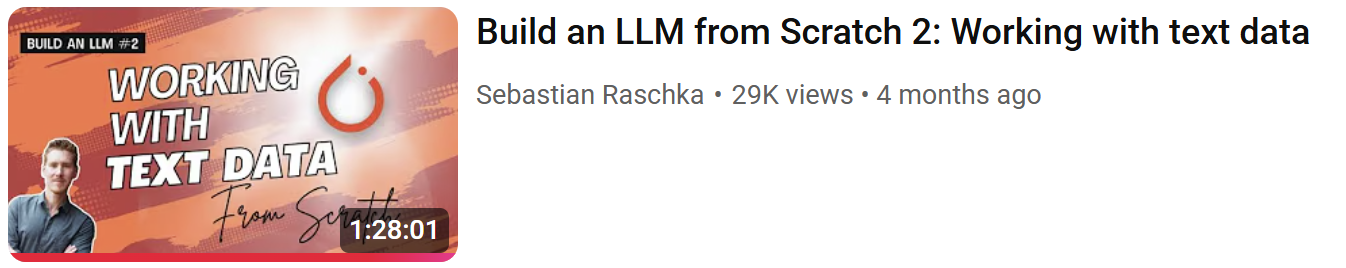 BUILD AN LLM #2
WORKING
WITH
TEXT DATA
From Scratch
1:28:01
Build an LLM from Scratch 2: Working with text data
Sebastian Raschka • 29K views • 4 months ago